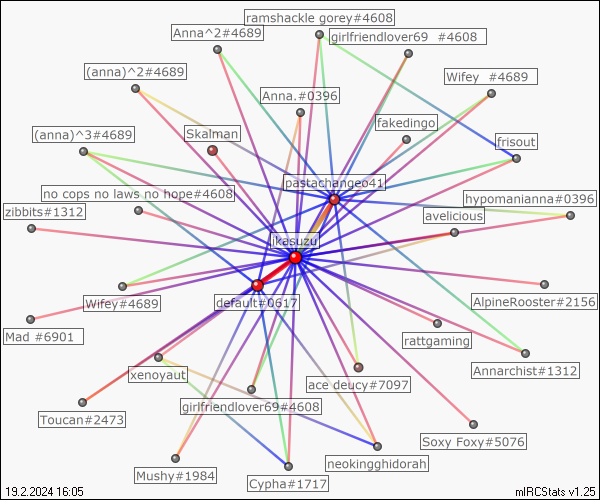 ramshackle gorey#4608
Anna^2#4689
girlfriendlover69 #4608
(anna)^2#4689
Wifey #4689
Anna.#0396
fakedingo
(anna)^3#4689
Skalman
frisout
pastachangeo41
no cops no laws no hope#4608
hypomanianna#0396
zibbits#1312
avelicious
ikasuzu
Wifey#4689
default#0617
AlpineRooster#2156
Mad #6901
rattgaming
Annarchist#1312
xenoyaut
ace deucy#7097
girlfriendlover69#4608
Toucan#2473
Soxy Foxy#5076
neokingghidorah
Mushy#1984
Cypha#1717
19.2.2024 16:05
mIRCStats v1.25